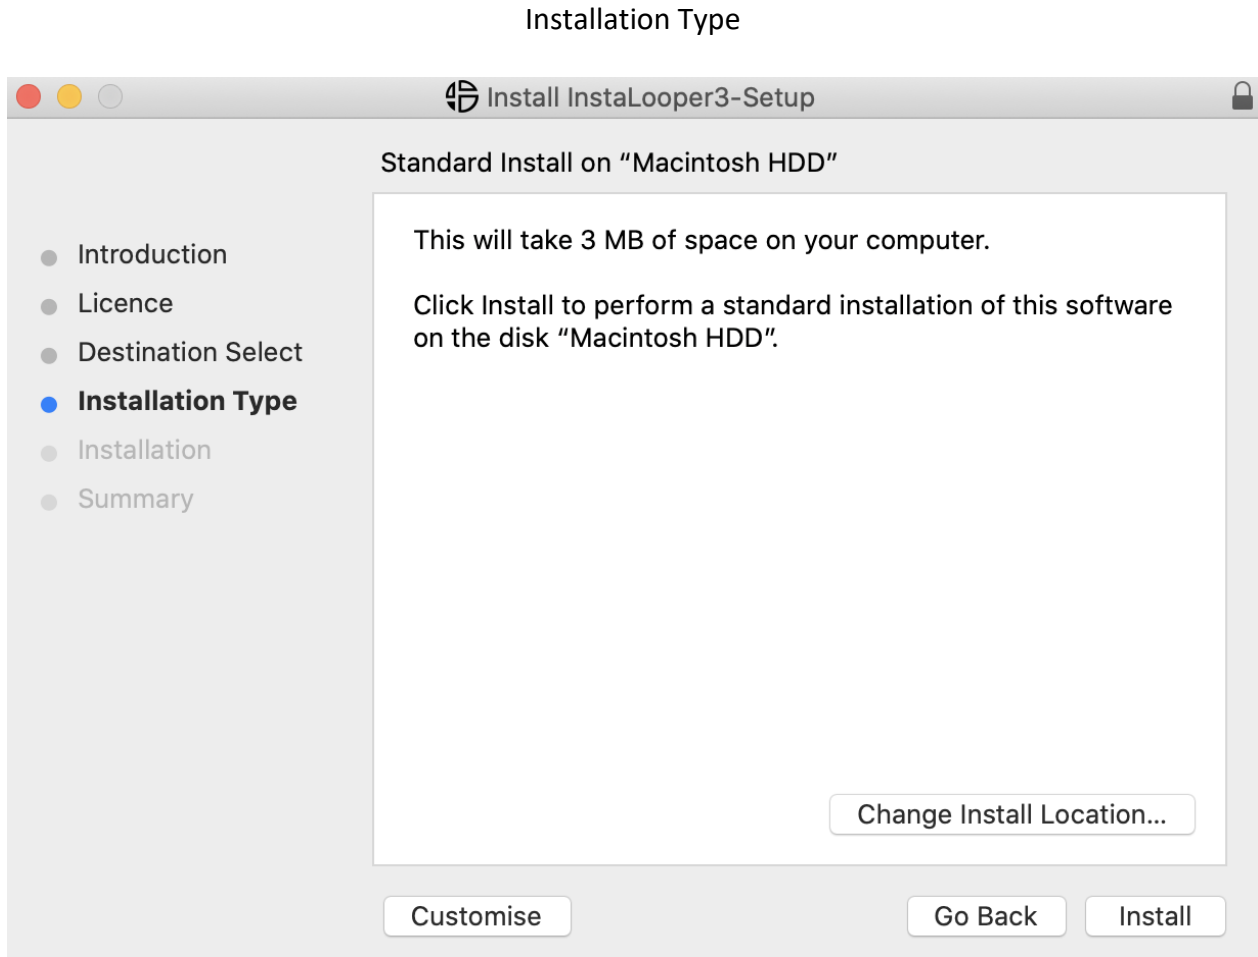 Installation Type
Install InstaLooper3-Setup
Standard Install on “Macintosh HDD”
Introduction
Licence
Destination Select
Installation Type
Installation
Summary
This will take 3 MB of space on your computer.
Click Install to perform a standard installation of this software
on the disk “Macintosh HDD”.
Change Install Location...
Customise
Go Back
Install